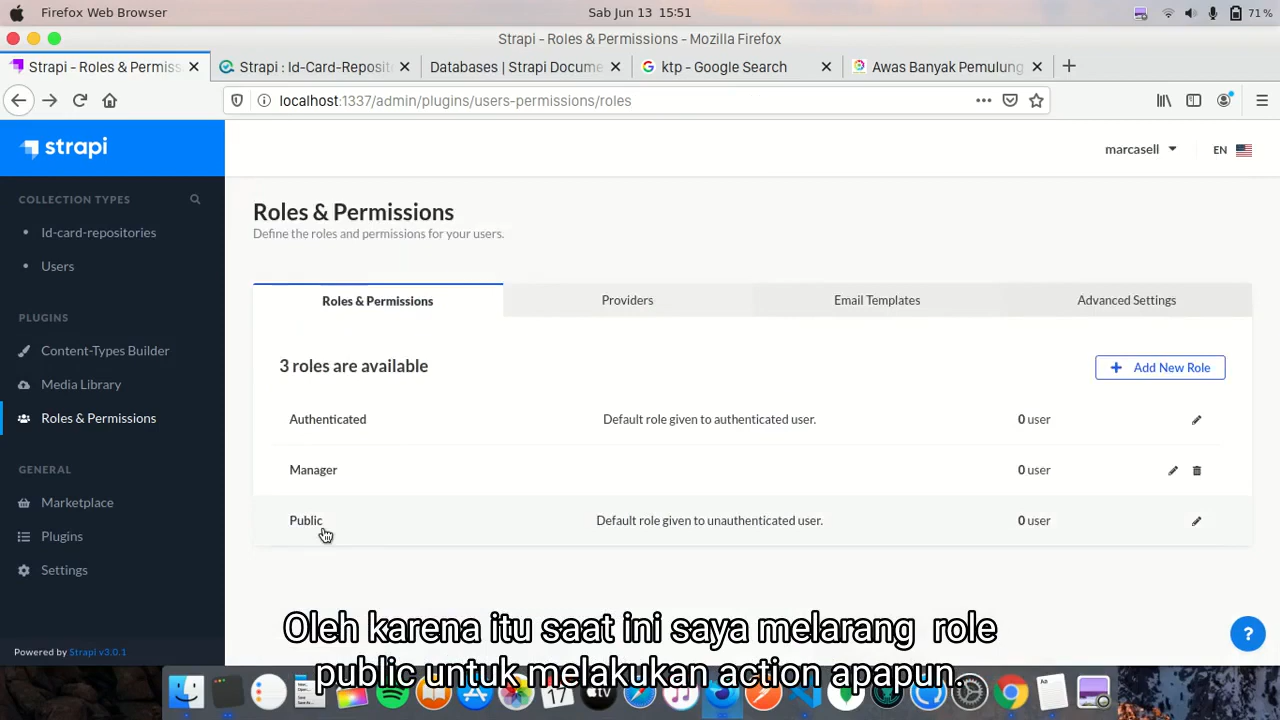 Firefox Web Browser
Sab Jun 13 15:51
71 %
Strapi - Roles & Permissions - Mozilla Firefox
Strapi - Roles & Permiss
Strapi : Id-Card-Reposit
Databases | Strapi Docume
ktp - Google Search
Awas Banyak Pemulung
localhost:1337/admin/plugins/users-permissions/roles
strapi
marcasell
EN
COLLECTION TYPES
Id-card-repositories
Users
PLUGINS
Content-Types Builder
Media Library
Roles & Permissions
GENERAL
Marketplace
Plugins
Settings
Powered by Strapi v3.0.1
Roles & Permissions
Define the roles and permissions for your users.
Roles & Permissions
Providers
Email Templates
Advanced Settings
3 roles are available
+ Add New Role
Authenticated
Default role given to authenticated user.
0 user
Manager
0 user
Public
Default role given to unauthenticated user.
0 user
?
Oleh karena itu saat ini saya melarang role
public untuk melakukan action apapun.
17